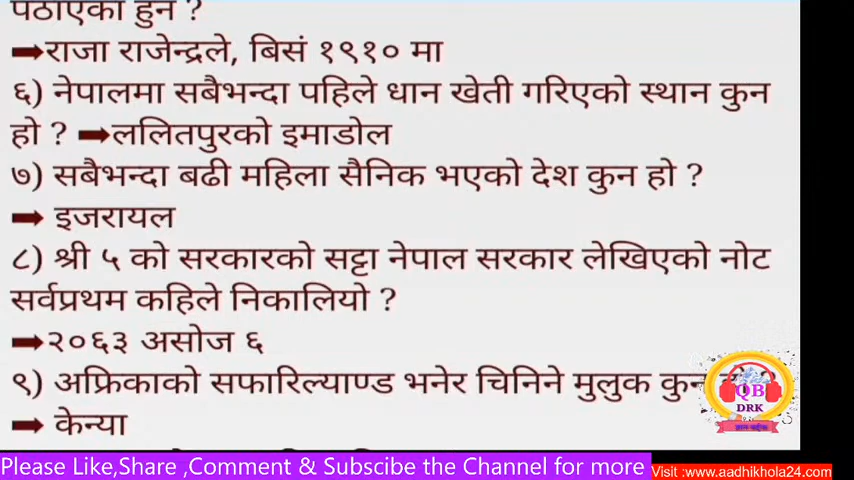 पठाएका हुन ?
➡राजा राजेन्द्रले, बिसं १९१० मा
६) नेपालमा सबैभन्दा पहिले धान खेती गरिएको स्थान कुन
हो ? ➡ललितपुरको इमाडोल
७) सबैभन्दा बढी महिला सैनिक भएको देश कुन हो ?
➡ इजरायल
८) श्री ५ को सरकारको सट्टा नेपाल सरकार लेखिएको नोट
सर्वप्रथम कहिले निकालियो ?
➡२०६३ असोज ६
९) अफ्रिकाको सफारिल्याण्ड भनेर चिनिने मुलुक कुन
➡ केन्या
QB
DRK
Please Like,Share ,Comment & Subscibe the Channel for more
Visit :www.aadhikhola24.com